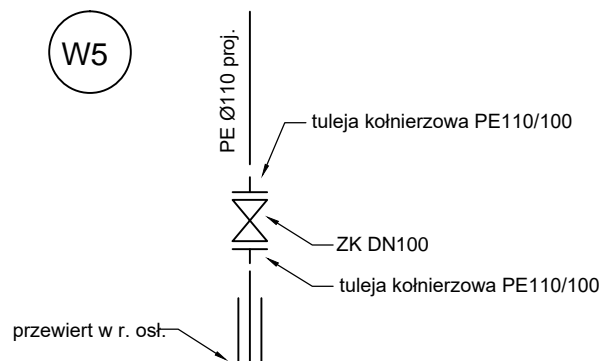 W5
PE Ø110 proj.
tuleja kołnierzowa PE110/100
ZK DN100
tuleja kołnierzowa PE110/100
przewiert w r. osł.